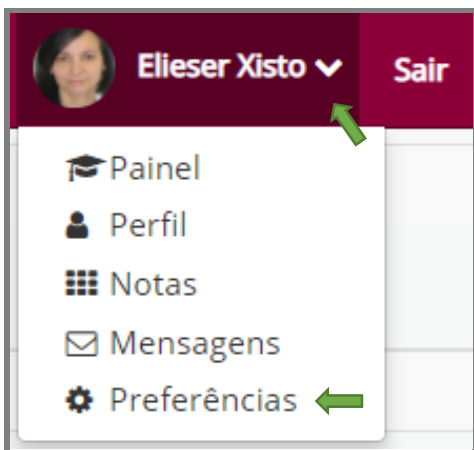 Elieser Xisto Sair
Painel
Perfil
Notas
Mensagens
Preferências